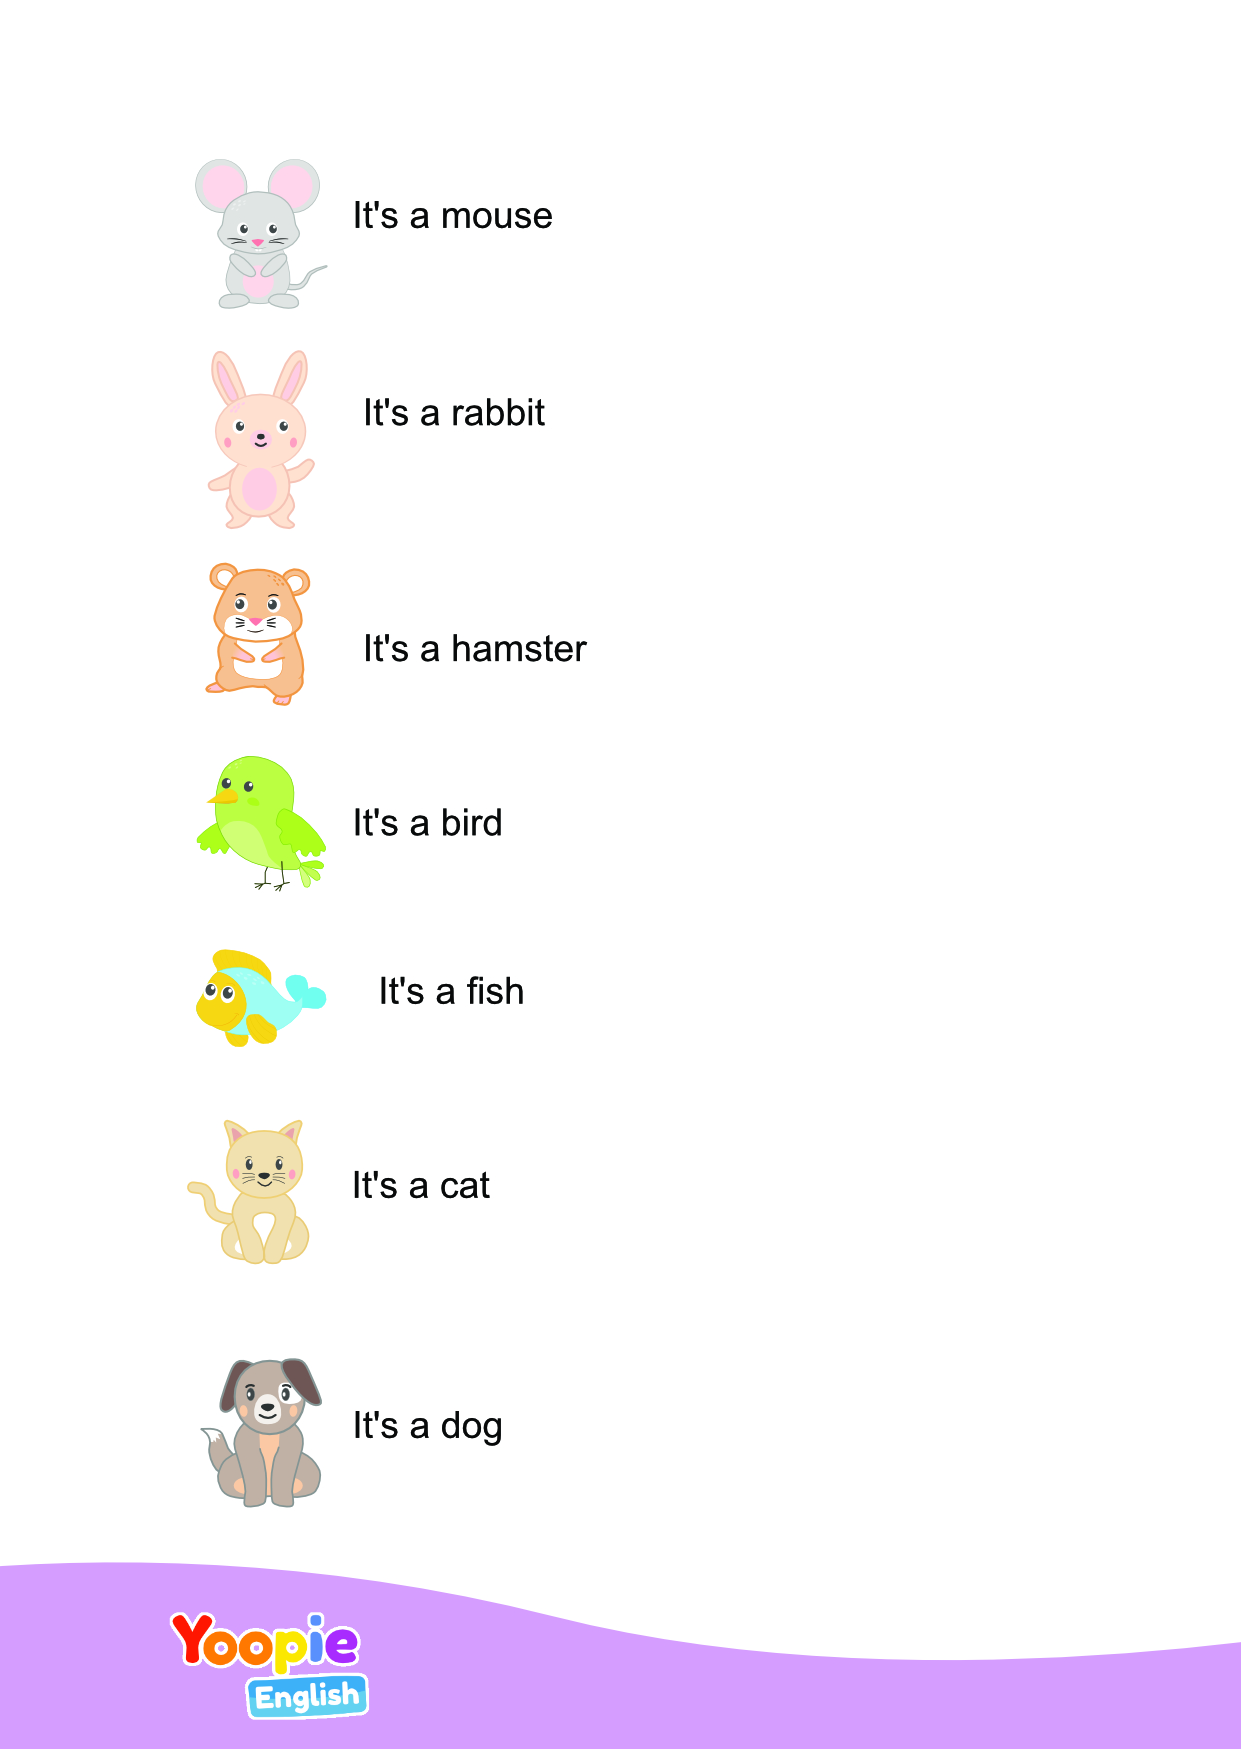 It's a mouse
It's a rabbit
It's a hamster
It's a bird
It's a fish
It's a cat
It's a dog
Yoopie
English